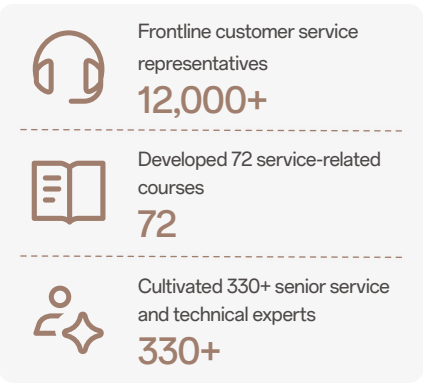 Frontline customer service
representatives
12,000+
Developed 72 service-related
courses
72
Cultivated 330+ senior service
and technical experts
330+